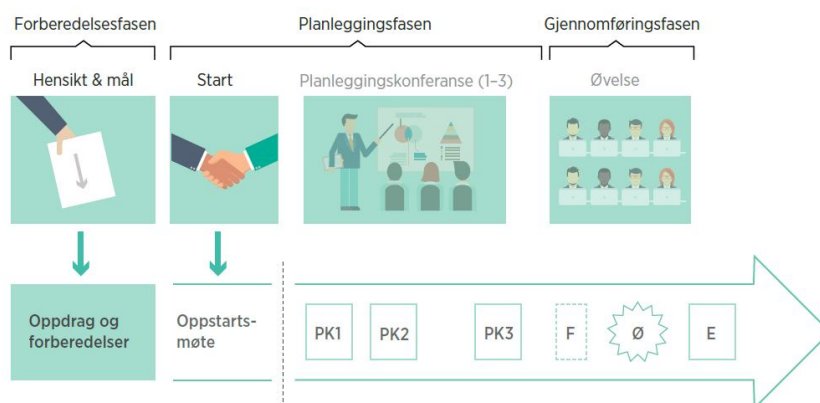 Forberedelsesfasen
Planleggingsfasen
Gjennomføringsfasen
Hensikt & mål
Start
Planleggingskonferanse (1–3)
Øvelse
Oppdrag og
forberedelser
Oppstarts-
møte
PK1
PK2
PK3
F
Ø
E